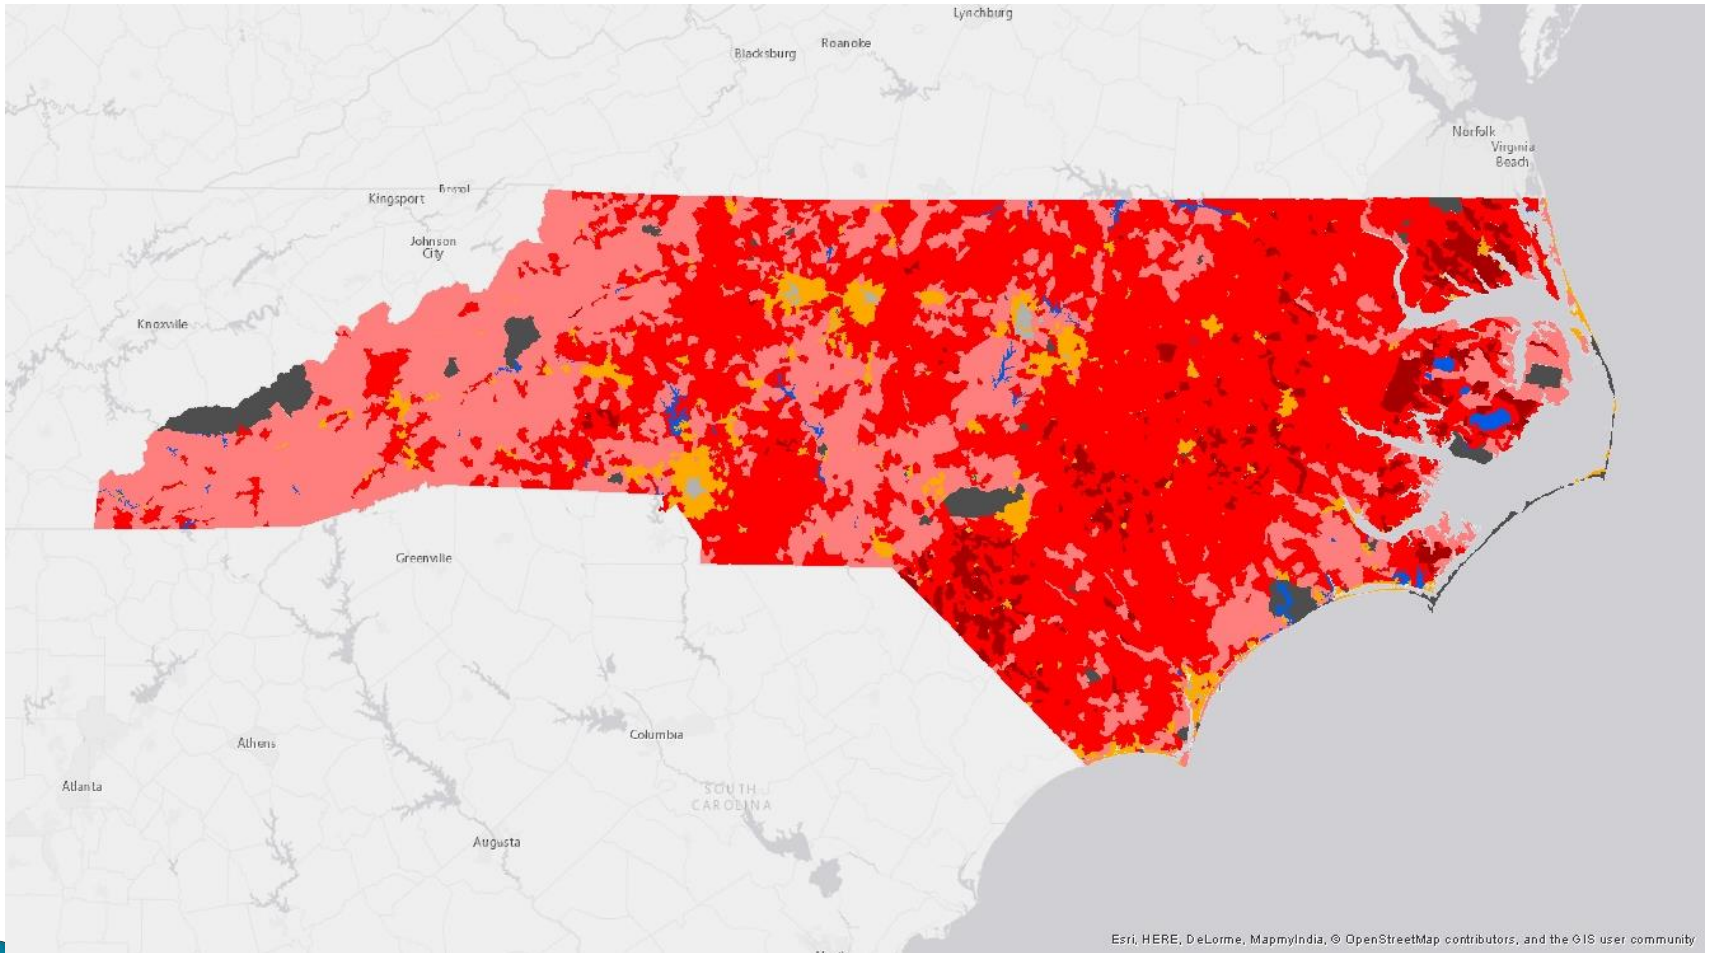 Lynchburg
Roanoke
Blacksburg
Norfolk
Virginia
Beach
Bristol
Kingsport
Johnson
City
Knoxville
Greenville
Columbia
Athens
Atlanta
SOUTH
CAROLINA
Augusta
Esri, HERE, DeLorme, MapmyIndia, © OpenStreetMap contributors, and the GIS user community